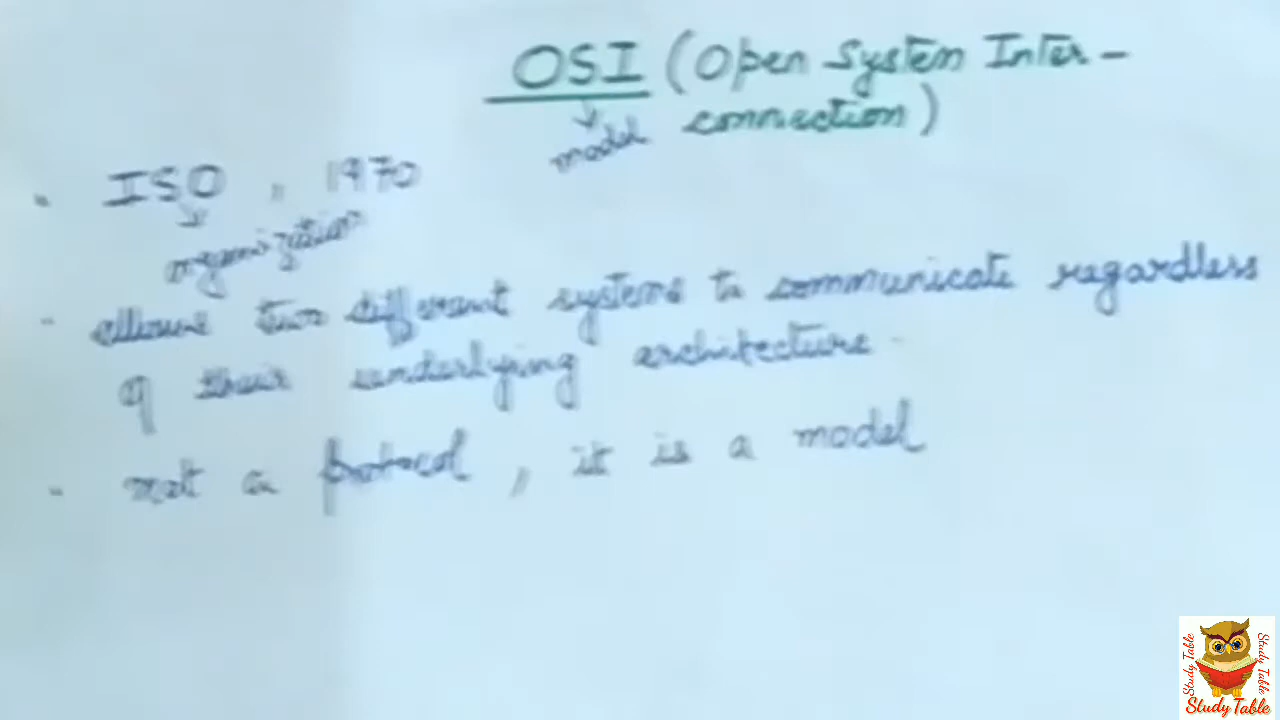 OSI (Open System Inter-
connection)
model
• ISO, 1970
organization
- allows two different systems to communicate regardless
of their underlying architecture.
- not a protocol, it is a model
Study Table
Study Table
Study Table